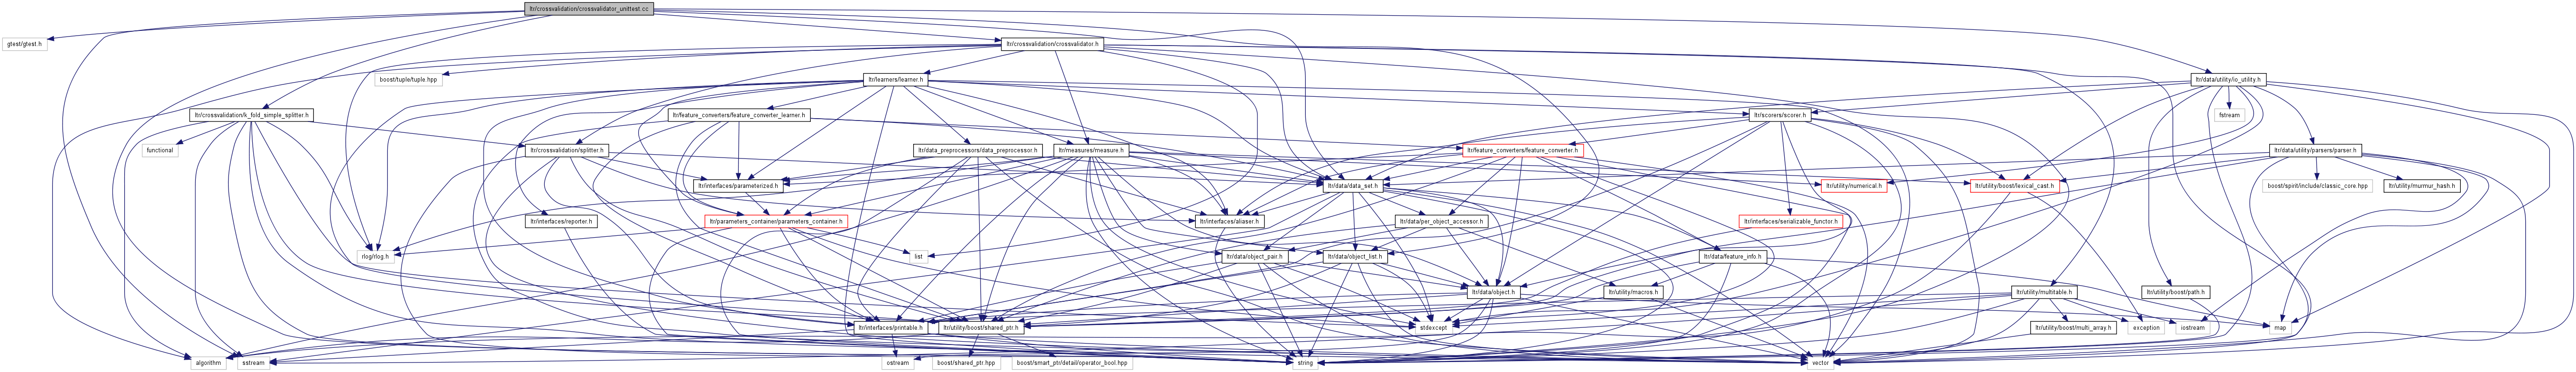 ltr/crossvalidation/crossvalidator_unittest.cc
gtest/gtest.h
ltr/crossvalidation/crossvalidator.h
boost/tuple/tuple.hpp
ltr/learners/learner.h
ltr/data/utility/io_utility.h
ltr/crossvalidation/k_fold_simple_splitter.h
ltr/feature_converters/feature_converter_learner.h
ltr/scorers/scorer.h
fstream
functional
ltr/crossvalidation/splitter.h
ltr/data_preprocessors/data_preprocessor.h
ltr/measures/measure.h
ltr/feature_converters/feature_converter.h
ltr/data/utility/parsers/parser.h
ltr/interfaces/parameterized.h
ltr/data/data_set.h
ltr/utility/numerical.h
ltr/utility/boost/lexical_cast.h
boost/spirit/include/classic_core.hpp
ltr/utility/murmur_hash.h
ltr/interfaces/reporter.h
ltr/parameters_container/parameters_container.h
ltr/interfaces/aliaser.h
ltr/data/per_object_accessor.h
ltr/interfaces/serializable_functor.h
rlog/rlog.h
list
ltr/data/object_pair.h
ltr/data/object_list.h
ltr/data/feature_info.h
ltr/data/object.h
ltr/utility/macros.h
ltr/utility/multitable.h
ltr/utility/boost/path.h
ltr/interfaces/printable.h
ltr/utility/boost/shared_ptr.h
stdexcept
ltr/utility/boost/multi_array.h
exception
iostream
map
algorithm
sstream
ostream
boost/shared_ptr.hpp
boost/smart_ptr/detail/operator_bool.hpp
string
vector